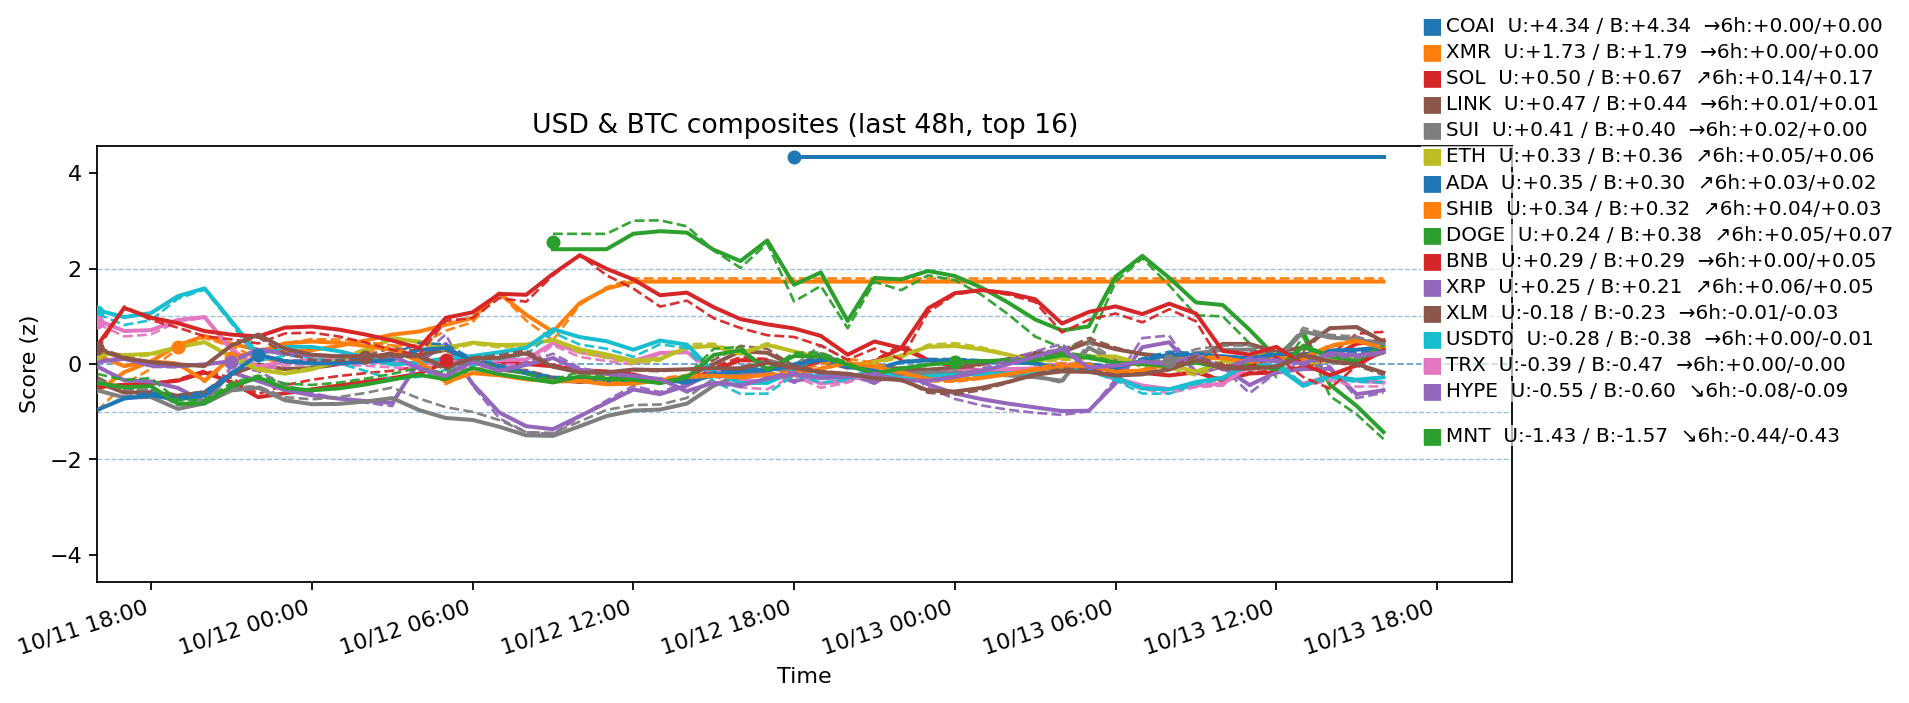 COAI U:+4.34 / B:+4.34 →6h:+0.00/+0.00
XMR U:+1.73 / B:+1.79 →6h:+0.00/+0.00
SOL U:+0.50 / B:+0.67 ↗6h:+0.14/+0.17
LINK U:+0.47 / B:+0.44 →6h:+0.01/+0.01
SUI U:+0.41 / B:+0.40 →6h:+0.02/+0.00
ETH U:+0.33 / B:+0.36 ↗6h:+0.05/+0.06
ADA U:+0.35 / B:+0.30 ↗6h:+0.03/+0.02
SHIB U:+0.34 / B:+0.32 ↗6h:+0.04/+0.03
DOGE U:+0.24 / B:+0.38 ↗6h:+0.05/+0.07
BNB U:+0.29 / B:+0.29 →6h:+0.00/+0.05
XRP U:+0.25 / B:+0.21 ↗6h:+0.06/+0.05
XLM U:-0.18 / B:-0.23 →6h:-0.01/-0.03
USDT0 U:-0.28 / B:-0.38 →6h:+0.00/-0.01
TRX U:-0.39 / B:-0.47 →6h:+0.00/-0.00
HYPE U:-0.55 / B:-0.60 ↘6h:-0.08/-0.09
MNT U:-1.43 / B:-1.57 ↘6h:-0.44/-0.43
USD & BTC composites (last 48h, top 16)
Score (z)
4
2
0
−2
−4
10/11 18:00
10/12 00:00
10/12 06:00
10/12 12:00
10/12 18:00
10/13 00:00
10/13 06:00
10/13 12:00
10/13 18:00
Time